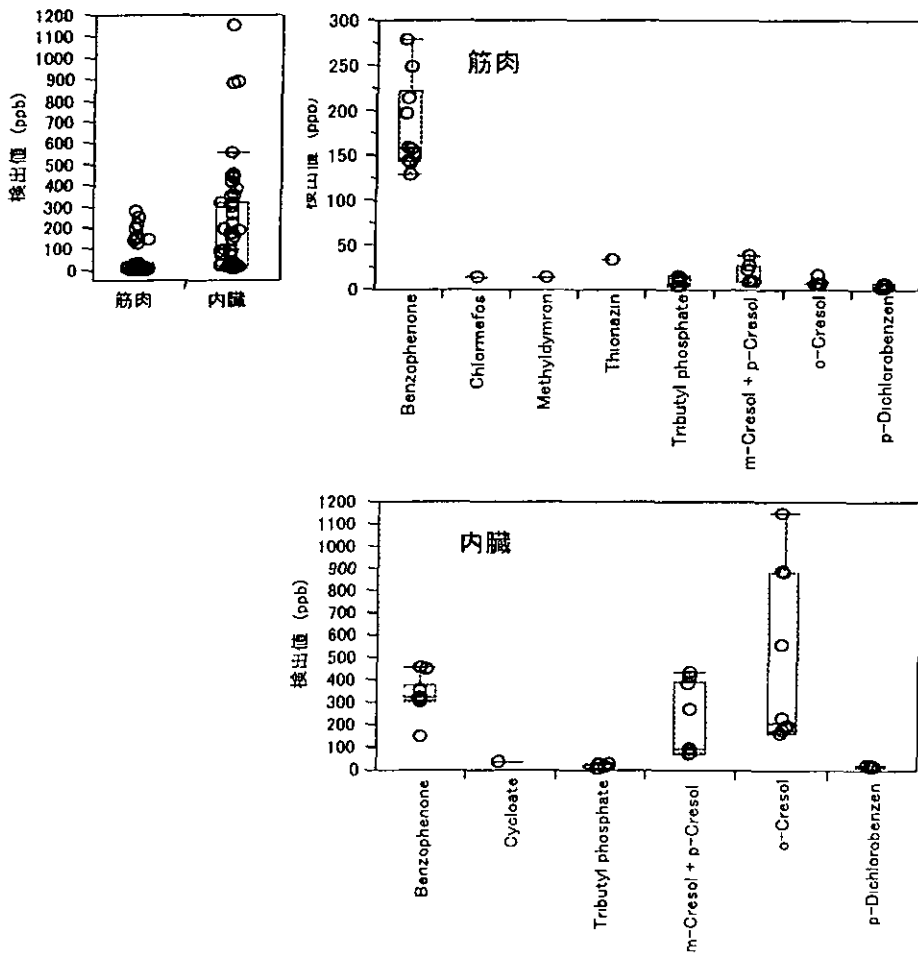 1200
1100
1000
900
800
700
600
500
400
300
200
100
0
検出値 (ppb)
筋肉
内臓
300
250
200
150
100
50
0
筋肉
Benzophenone
Chlormefos
Methyldymron
Thionazin
Tributyl phosphate
m-Cresol + p-Cresol
o-Cresol
p-Dichlorobenzen
1200
1100
1000
900
800
700
600
500
400
300
200
100
0
検出値 (ppb)
内臓
Benzophenone
Cycloate
Tributyl phosphate
m-Cresol + p-Cresol
o-Cresol
p-Dichlorobenzen